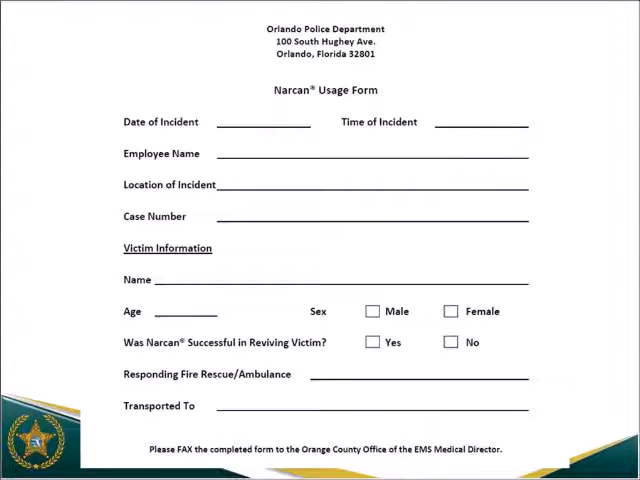 Orlando Police Department
100 South Hughey Ave.
Orlando, Florida 32801
Narcan® Usage Form
Date of Incident Time of Incident
Employee Name
Location of Incident
Case Number
Victim Information
Name
Age Sex Male Female
Was Narcan® Successful in Reviving Victim? Yes No
Responding Fire Rescue/Ambulance
Transported To
Please FAX the completed form to the Orange County Office of the EMS Medical Director.